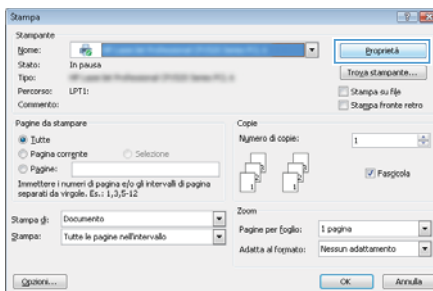 Stampa
Stampante
Nome:
Proprietà
Stato: In pausa
Tipo:
Trova stampante...
Percorso: LPT1:
Stampa su file
Commento:
Stampa fronte retro
Pagine da stampare
Tutte
Pagina corrente Selezione
Pagine:
Immettere i numeri di pagina e/o gli intervalli di pagina
separati da virgole. Es.: 1,3,5-12
Copie
Numero di copie: 1
Fascicola
Stampa di: Documento
Stampa: Tutte le pagine nell'intervallo
Zoom
Pagine per foglio: 1 pagina
Adatta al formato: Nessun adattamento
Opzioni... OK Annulla